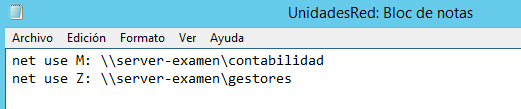 UnidadesRed: Bloc de notas
Archivo Edición Formato Ver Ayuda
net use M: \\server-examen\contabilidad
net use Z: \\server-examen\gestores